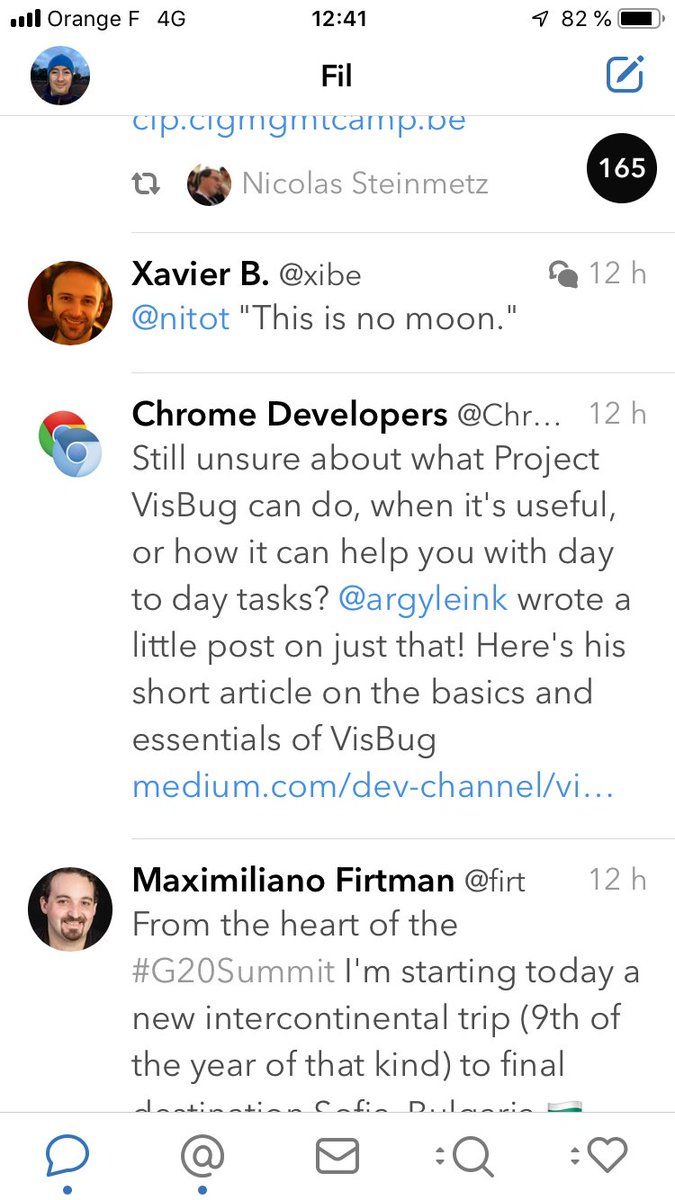 Orange F 4G 12:41 82 %
Fil
cfp.cfgmgmtcamp.be
Nicolas Steinmetz 165
Xavier B. @xibe 12 h
@nitot "This is no moon."
Chrome Developers @Chr... 12 h
Still unsure about what Project
VisBug can do, when it's useful,
or how it can help you with day
to day tasks? @argyleink wrote a
little post on just that! Here's his
short article on the basics and
essentials of VisBug
medium.com/dev-channel/vi...
Maximiliano Firtman @firt 12 h
From the heart of the
#G20Summit I'm starting today a
new intercontinental trip (9th of
the year of that kind) to final
destination Sofia, Bulgaria 🇧🇬